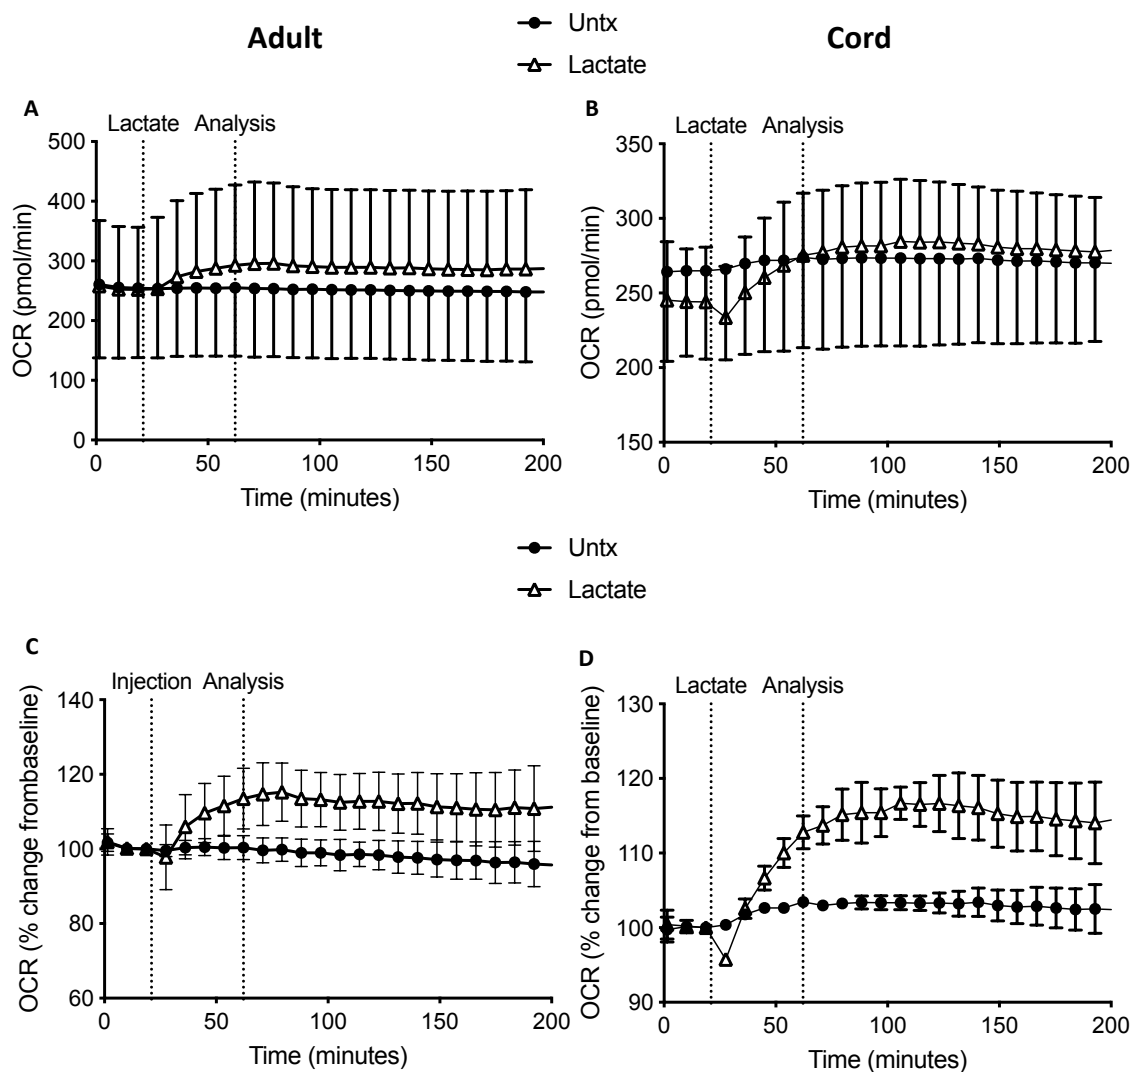 Adult
Untx
Lactate
Cord
A
Lactate Analysis
OCR (pmol/min)
500
400
300
200
100
0
0 50 100 150 200
Time (minutes)
B
Lactate Analysis
OCR (pmol/min)
350
300
250
200
150
0 50 100 150 200
Time (minutes)
Untx
Lactate
C
Injection Analysis
OCR (% change frombaseline)
140
120
100
80
60
0 50 100 150 200
Time (minutes)
D
Lactate Analysis
OCR (% change from baseline)
130
120
110
100
90
0 50 100 150 200
Time (minutes)